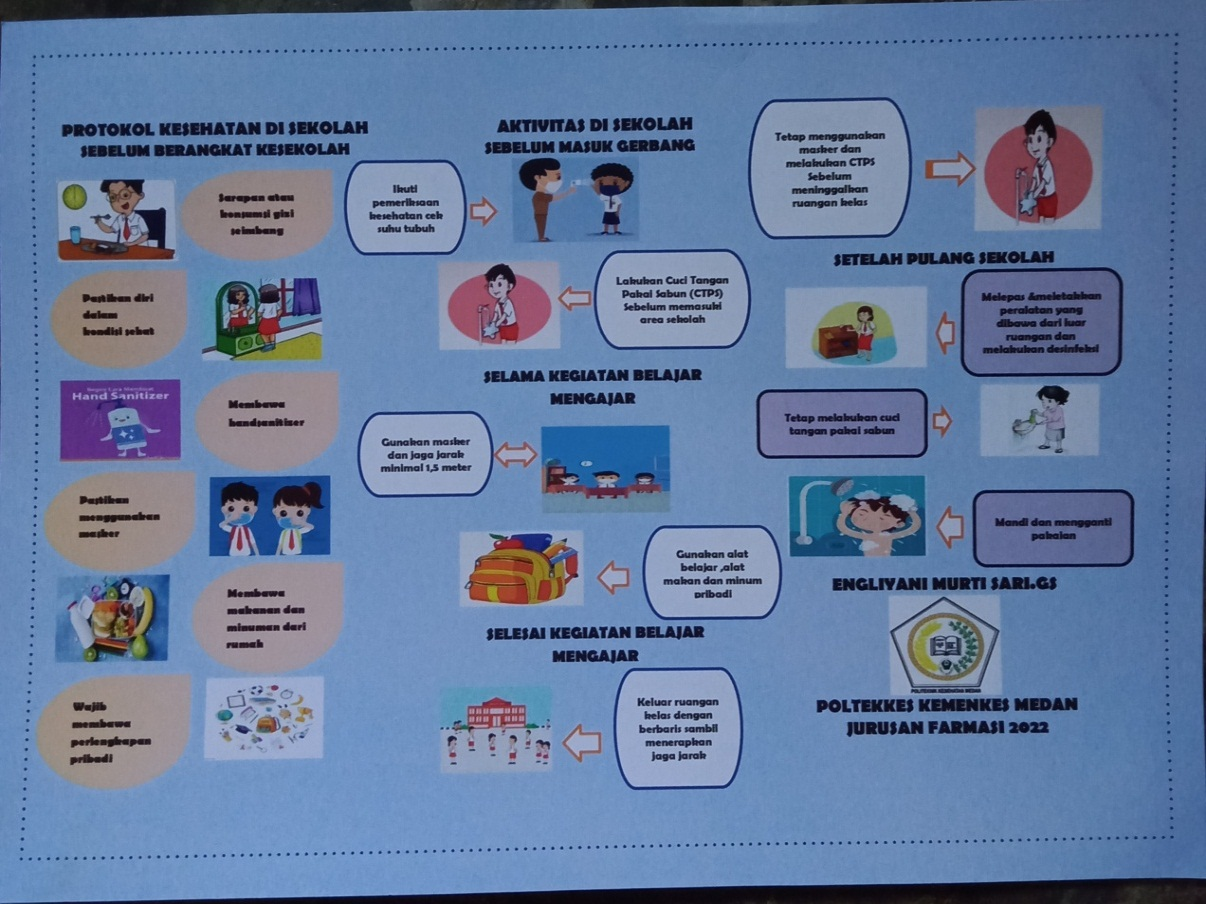 PROTOKOL KESEHATAN DI SEKOLAH
SEBELUM BERANGKAT KESEKOLAH
Sarapan atau
konsumsi gizi
seimbang
Pastikan diri
dalam
kondisi sehat
Hand Sanitizer
Membawa
handsanitizer
Pastikan
menggunakan
masker
Membawa
makanan dan
minuman dari
rumah
Wajib
membawa
perlengkapan
pribadi
AKTIVITAS DI SEKOLAH
SEBELUM MASUK GERBANG
Ikuti
pemeriksaan
kesehatan cek
suhu tubuh
Lakukan Cuci Tangan
Pakai Sabun (CTPS)
Sebelum memasuki
area sekolah
SELAMA KEGIATAN BELAJAR
MENGAJAR
Gunakan masker
dan jaga jarak
minimal 1,5 meter
Gunakan alat
belajar ,alat
makan dan minum
pribadi
SELESAI KEGIATAN BELAJAR
MENGAJAR
Keluar ruangan
kelas dengan
berbaris sambil
menerapkan
jaga jarak
Tetap menggunakan
masker dan
melakukan CTPS
Sebelum
meninggalkan
ruangan kelas
SETELAH PULANG SEKOLAH
Melepas &meletakkan
peralatan yang
dibawa dari luar
ruangan dan
melakukan desinfeksi
Tetap melakukan cuci
tangan pakai sabun
Mandi dan mengganti
pakaian
ENGLIYANI MURTI SARI.GS
POLITEKNIK KESEHATAN MEDAN
POLTEKKES KEMENKES MEDAN
JURUSAN FARMASI 2022